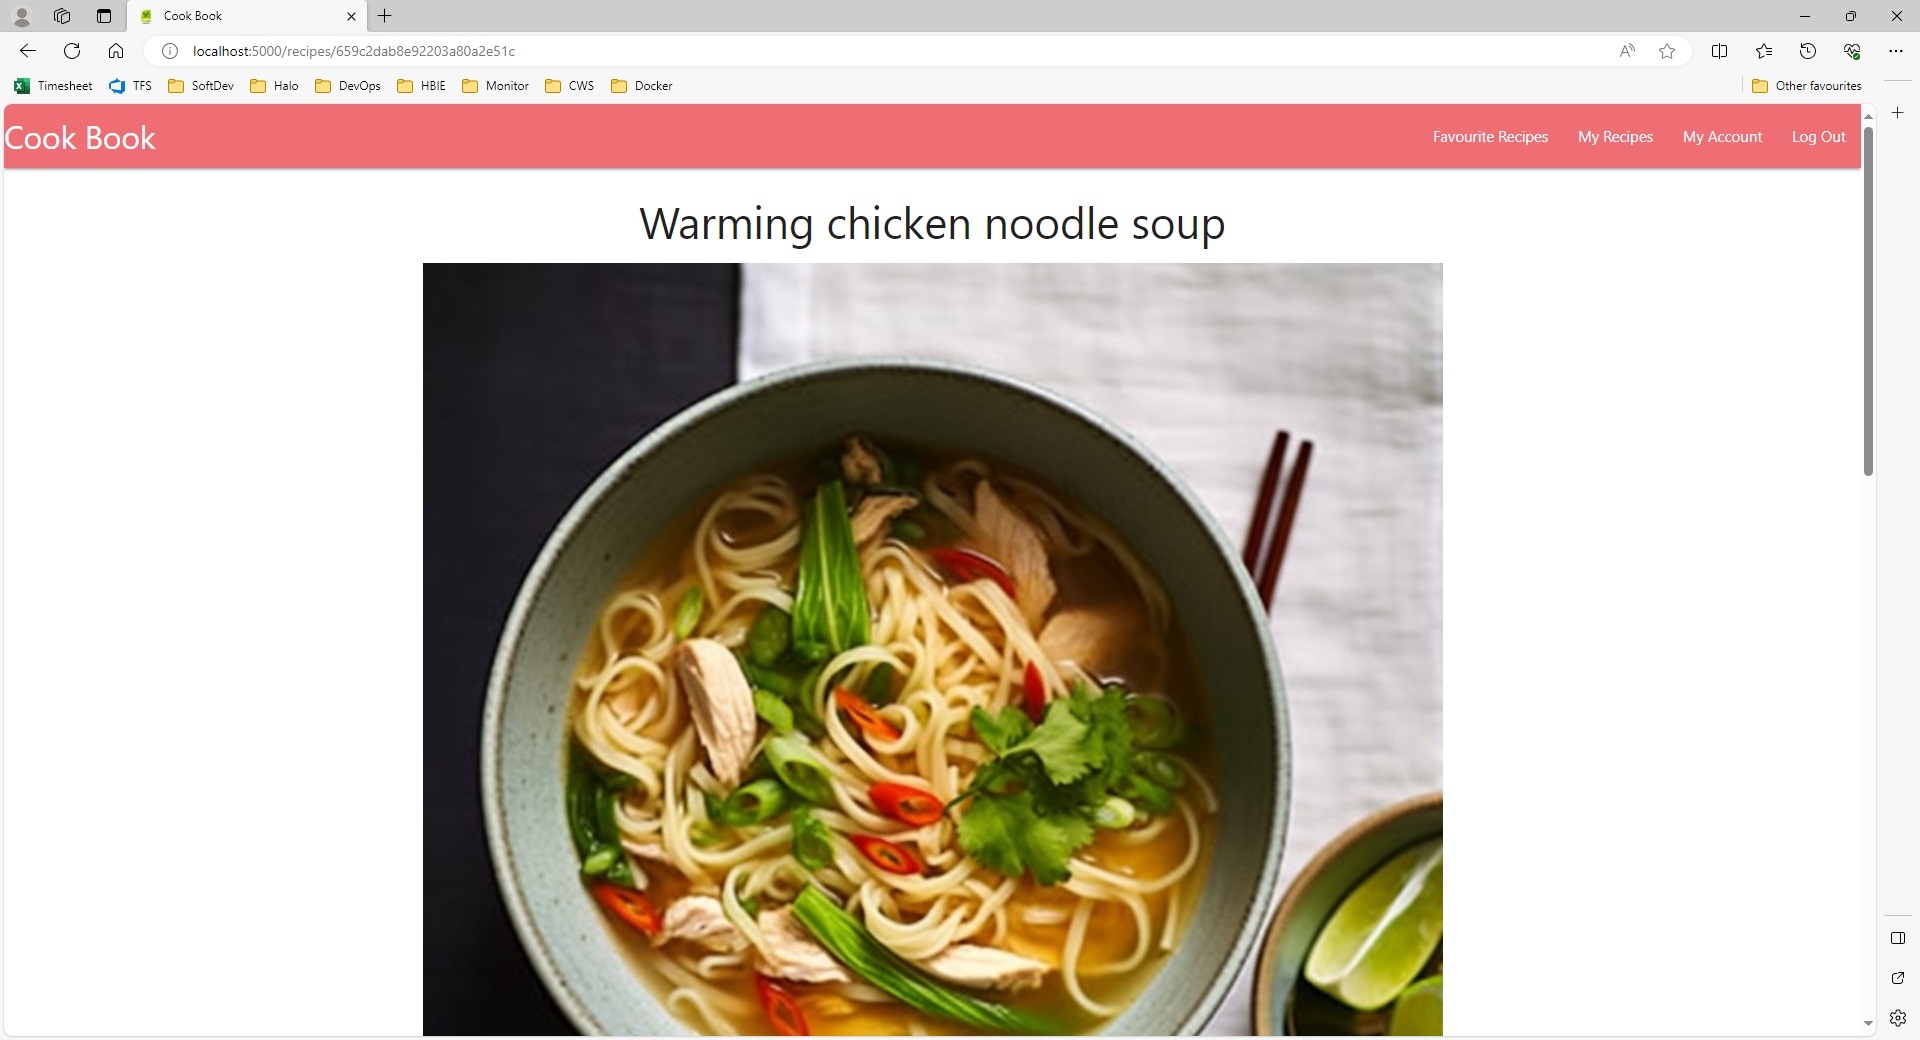 Cook Book
localhost:5000/recipes/659c2dab8e92203a80a2e51c
Timesheet TFS SoftDev Halo DevOps HBIE Monitor CWS Docker Other favourites
Cook Book Favourite Recipes My Recipes My Account Log Out
Warming chicken noodle soup